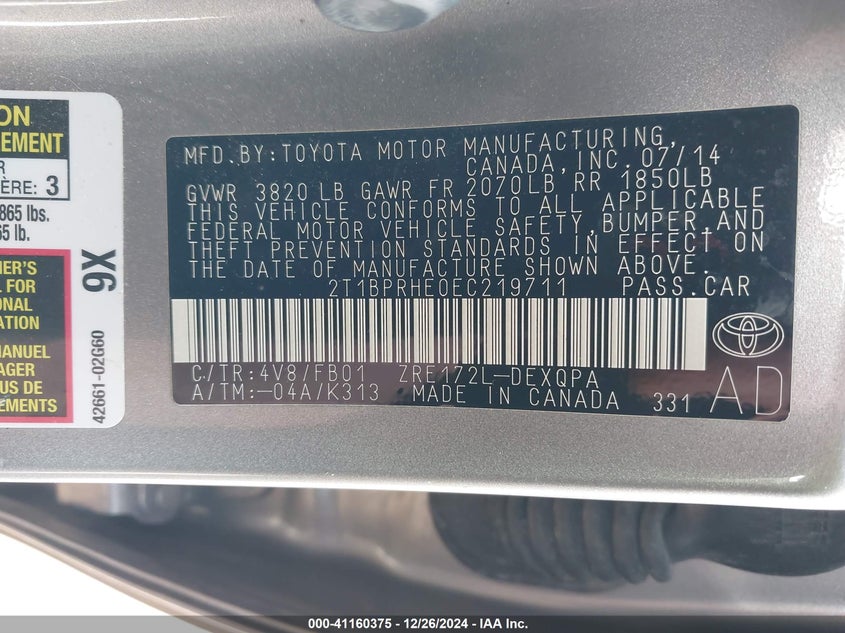 ON
EMENT
R
ÈRE: 3
865 lbs.
65 lb.
ER'S
L FOR
ONAL
ATION
MANUEL
AGER
US DE
EMENTS
9X
42661-02G60
MFD.BY:TOYOTA MOTOR MANUFACTURING,
CANADA,INC.07/14
GVWR 3820 LB GAWR FR 2070LB, RR 1850LB
THIS VEHICLE CONFORMS TO ALL APPLICABLE
FEDERAL MOTOR VEHICLE SAFETY,BUMPER,AND
THEFT PREVENTION STANDARDS IN EFFECT ON
THE DATE OF MANUFACTURE SHOWN ABOVE.
2T1BPRHE0EC219711 PASS.CAR
C/TR:4V8/FB01 ZRE172L-DEXQPA
A/TM:-04A/K313 MADE IN CANADA 331
AD
000-41160375 - 12/26/2024 - IAA